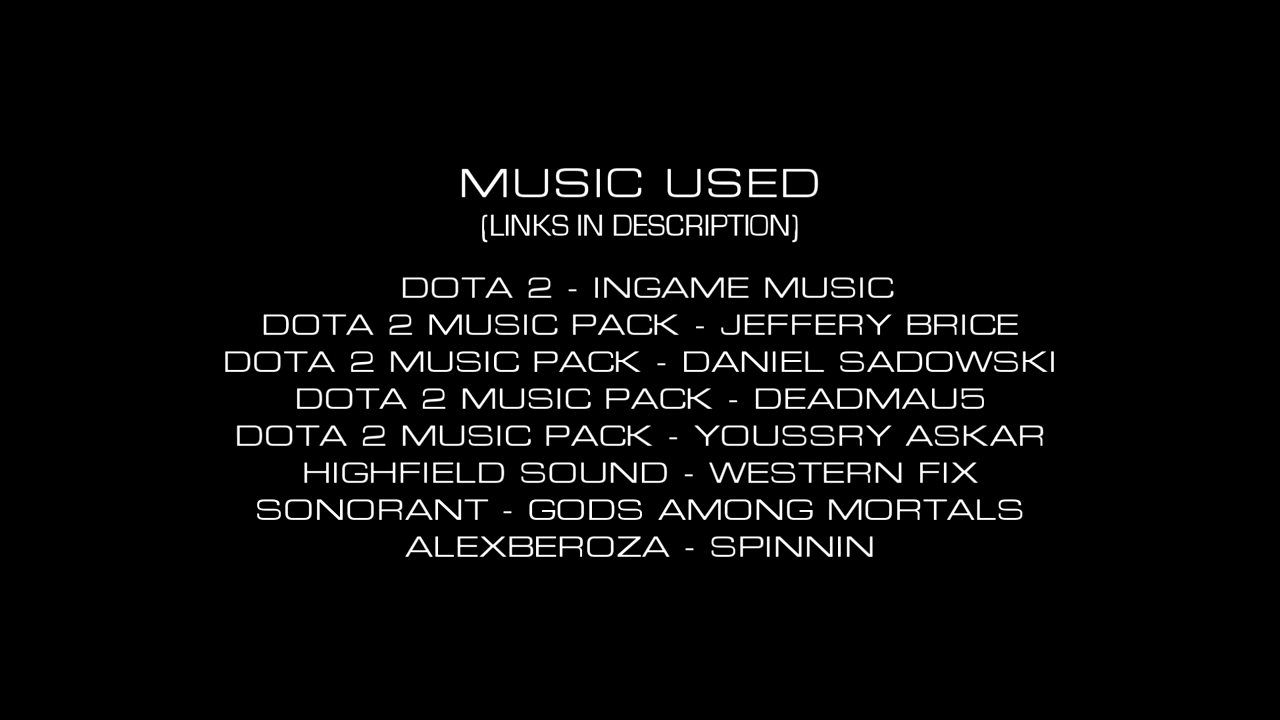 MUSIC USED
(LINKS IN DESCRIPTION)
DOTA 2 - INGAME MUSIC
DOTA 2 MUSIC PACK - JEFFERY BRICE
DOTA 2 MUSIC PACK - DANIEL SADOWSKI
DOTA 2 MUSIC PACK - DEADMAU5
DOTA 2 MUSIC PACK - YOUSSRY ASKAR
HIGHFIELD SOUND - WESTERN FIX
SONORANT - GODS AMONG MORTALS
ALEXBEROZA - SPINNIN